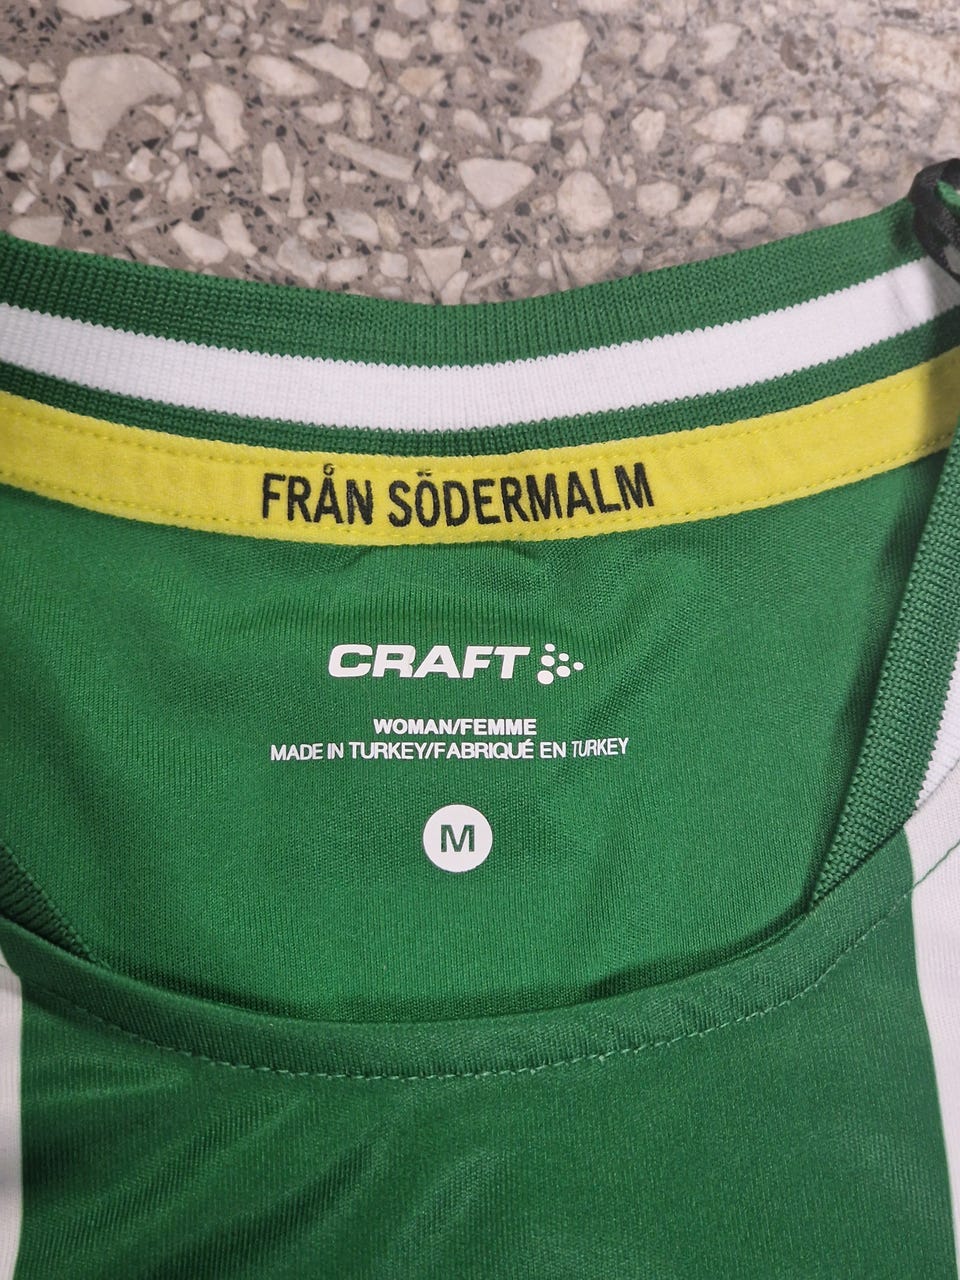 FRÅN SÖDERMALM
CRAFT
WOMAN/FEMME
MADE IN TURKEY/FABRIQUÉ EN TURKEY
M